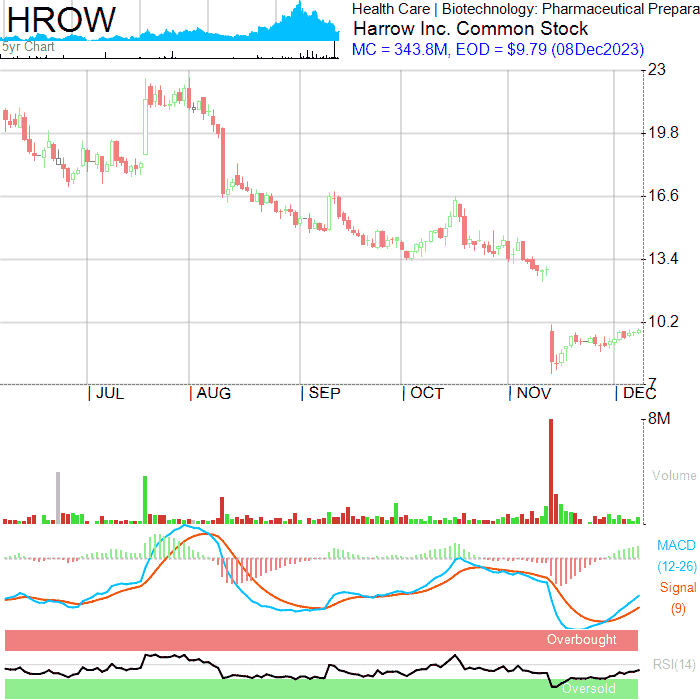 HROW
5yr Chart
Health Care | Biotechnology: Pharmaceutical Prepara
Harrow Inc. Common Stock
MC = 343.8M, EOD = $9.79 (08Dec2023)
23
19.8
16.6
13.4
10.2
7
JUL
AUG
SEP
OCT
NOV
DEC
8M
Volume
MACD
(12-26)
Signal
(9)
Overbought
RSI(14)
Oversold